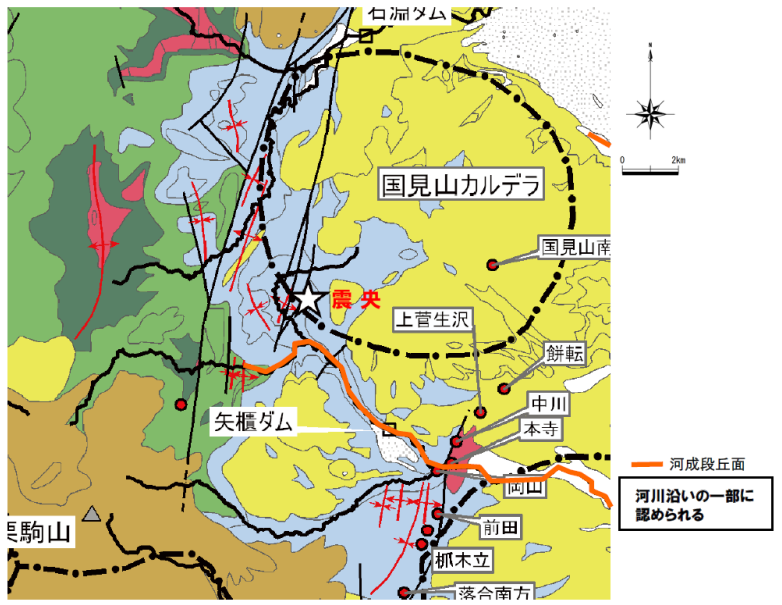 石淵ダム
N
0 2km
国見山カルデラ
国見山南
震央
上菅生沢
餅転
中川
矢櫃ダム
本寺
岡山
河成段丘面
河川沿いの一部に
認められる
前田
栗駒山
栃木立
落合南方